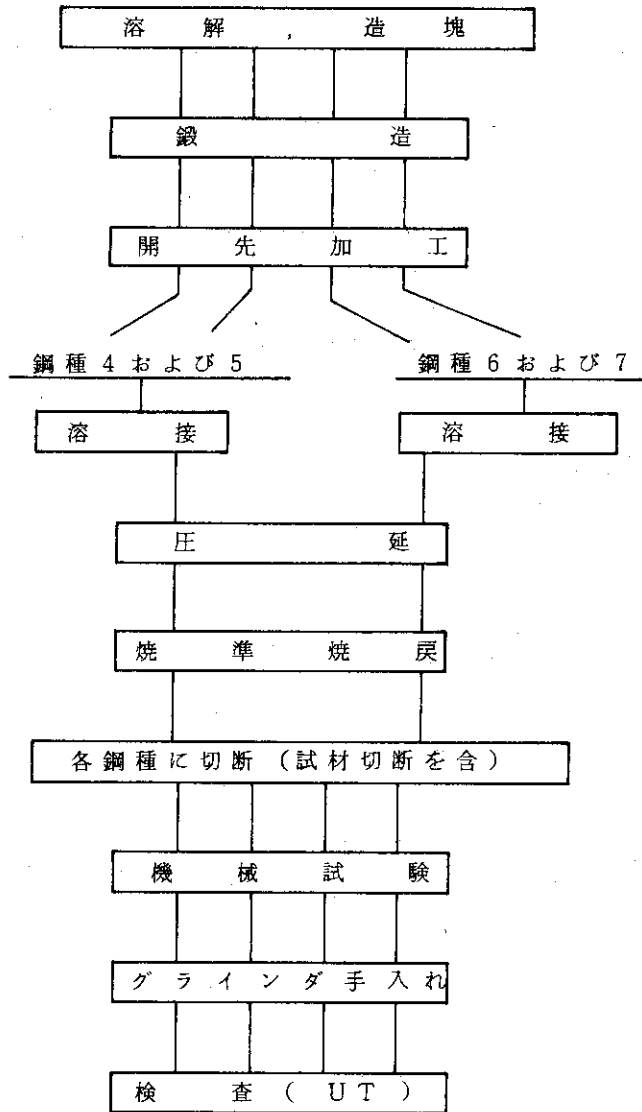 溶解，造塊
鍛造
開先加工
鋼種4および5
鋼種6および7
溶接
溶接
圧延
焼準焼戻
各鋼種に切断(試材切断を含)
機械試験
グラインダ手入れ
検査(UT)